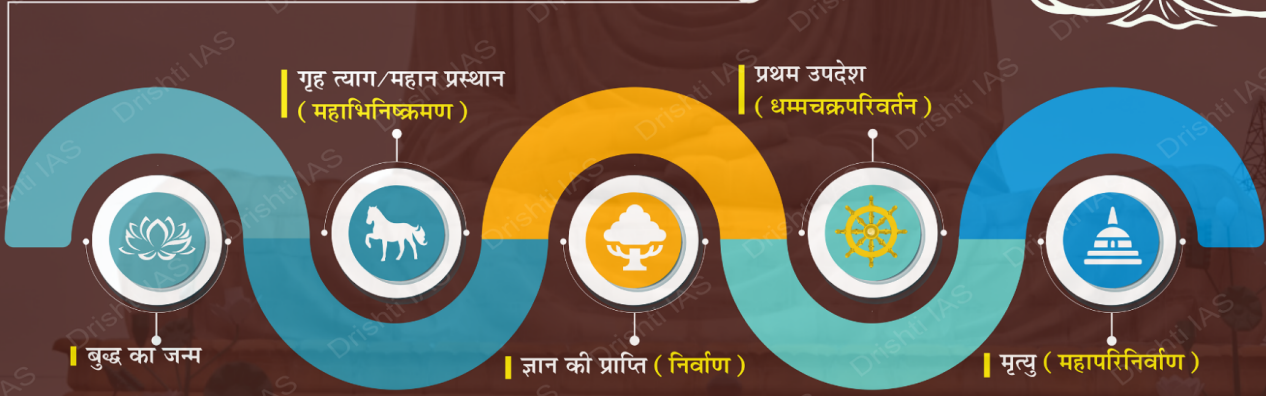 गृह त्याग/महान प्रस्थान
( महाभिनिष्क्रमण )
प्रथम उपदेश
( धम्मचक्रपरिवर्तन )
बुद्ध का जन्म
ज्ञान की प्राप्ति ( निर्वाण )
मृत्यु ( महापरिनिर्वाण )
Drishti IAS